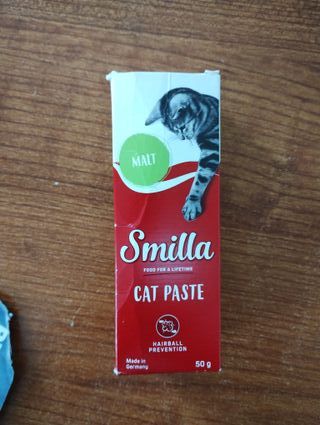 MALT
Smilla
FOOD FOR A LIFETIME
CAT PASTE
HAIRBALL
PREVENTION
Made in
Germany
50 g